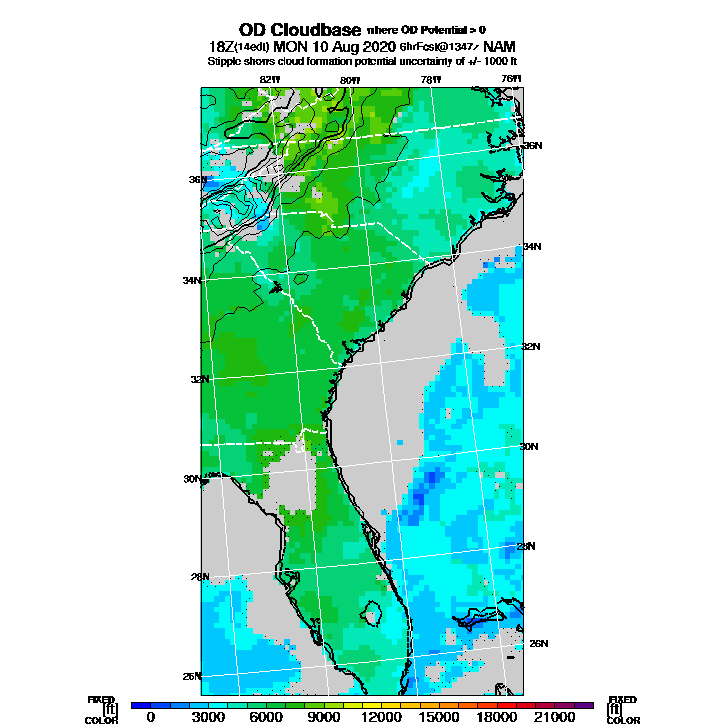 OD Cloudbase where OD Potential > 0
18Z(14edt) MON 10 Aug 2020 6hrFcst@1347z NAM
Stipple shows cloud formation potential uncertainty of +/- 1000 ft
82W 80W 78W 76W
36N
36N
34N
34N
32N
32N
30N
30N
28N
28N
26N
26N
FIXED FIXED
[ft] [ft]
COLOR COLOR
0 3000 6000 9000 12000 15000 18000 21000